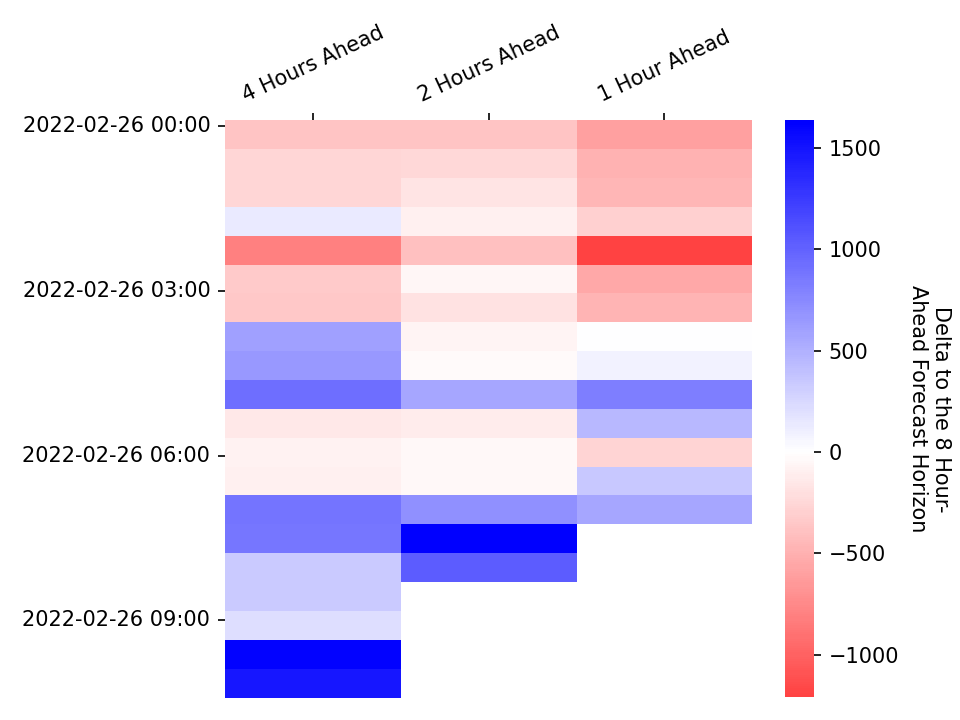 4 Hours Ahead
2 Hours Ahead
1 Hour Ahead
2022-02-26 00:00
2022-02-26 03:00
2022-02-26 06:00
2022-02-26 09:00
1500
1000
500
0
−500
−1000
Delta to the 8 Hour-
Ahead Forecast Horizon